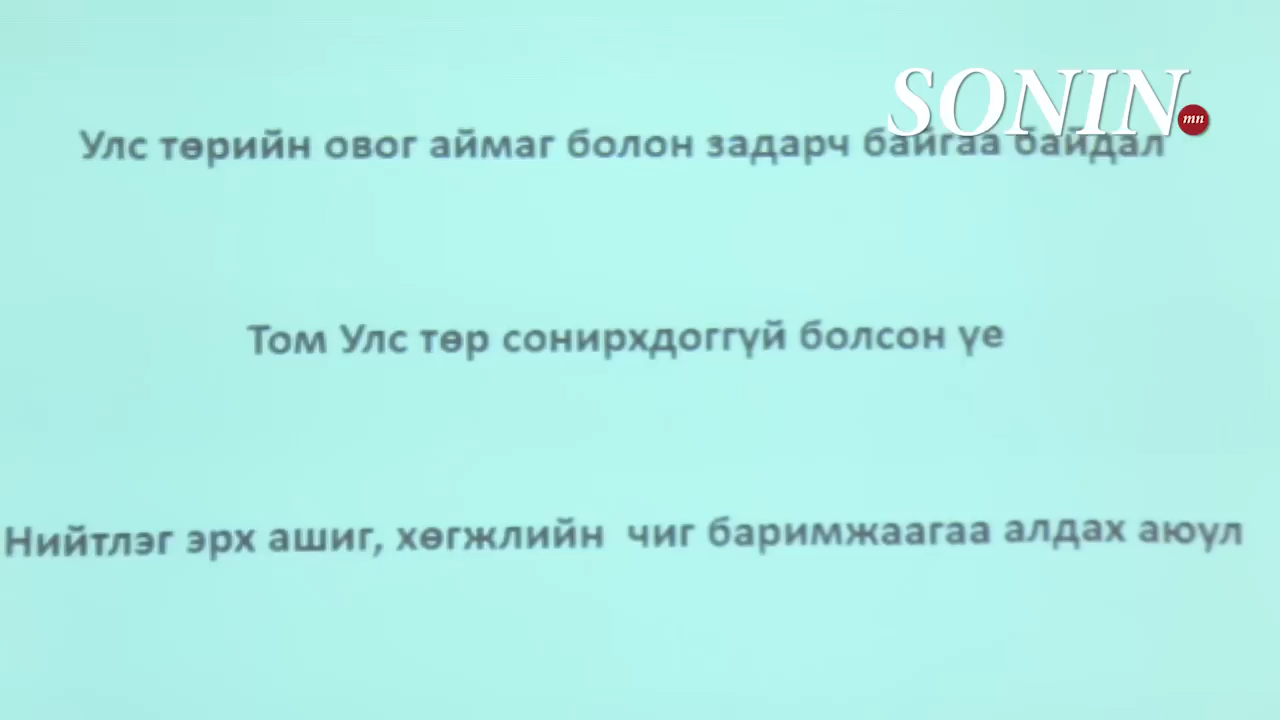 SONIN
mn
Улс төрийн овог аймаг болон задарч байгаа байдал
Том Улс төр сонирхдоггүй болсон үе
Нийтлэг эрх ашиг, хөгжлийн чиг баримжаагаа алдах аюул